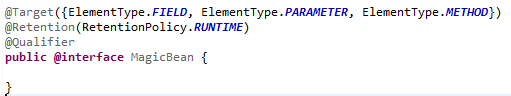 @Target({ElementType.FIELD, ElementType.PARAMETER, ElementType.METHOD})
@Retention(RetentionPolicy.RUNTIME)
@Qualifier
public @interface MagicBean {
}